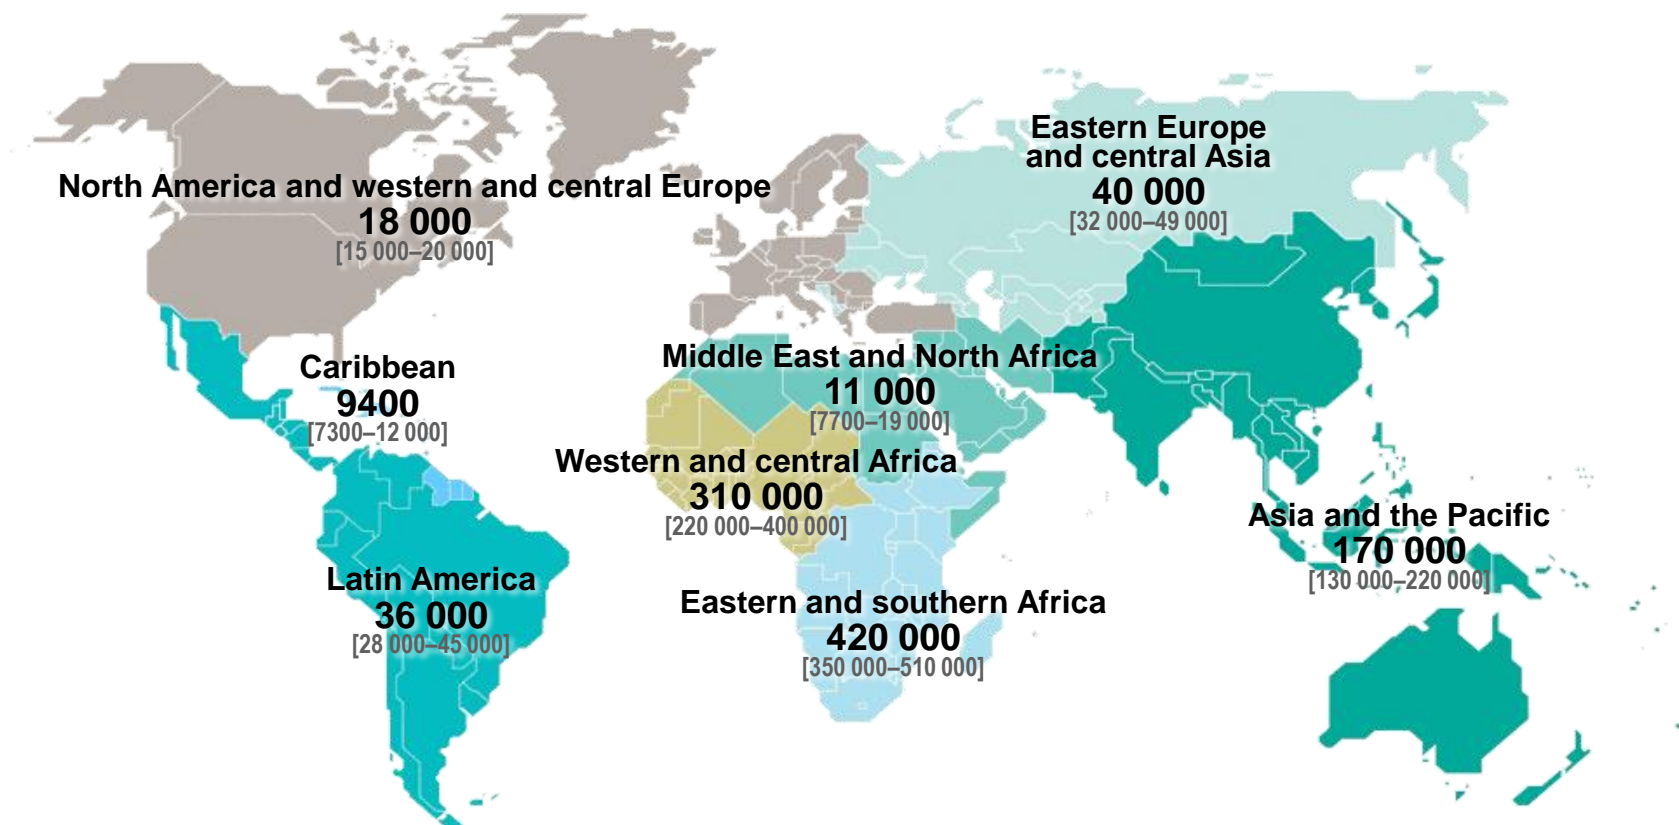 Eastern Europe
and central Asia
40 000
[32 000–49 000]
North America and western and central Europe
18 000
[15 000–20 000]
Middle East and North Africa
11 000
[7700–19 000]
Caribbean
9400
[7300–12 000]
Western and central Africa
310 000
[220 000–400 000]
Asia and the Pacific
170 000
[130 000–220 000]
Latin America
36 000
[28 000–45 000]
Eastern and southern Africa
420 000
[350 000–510 000]